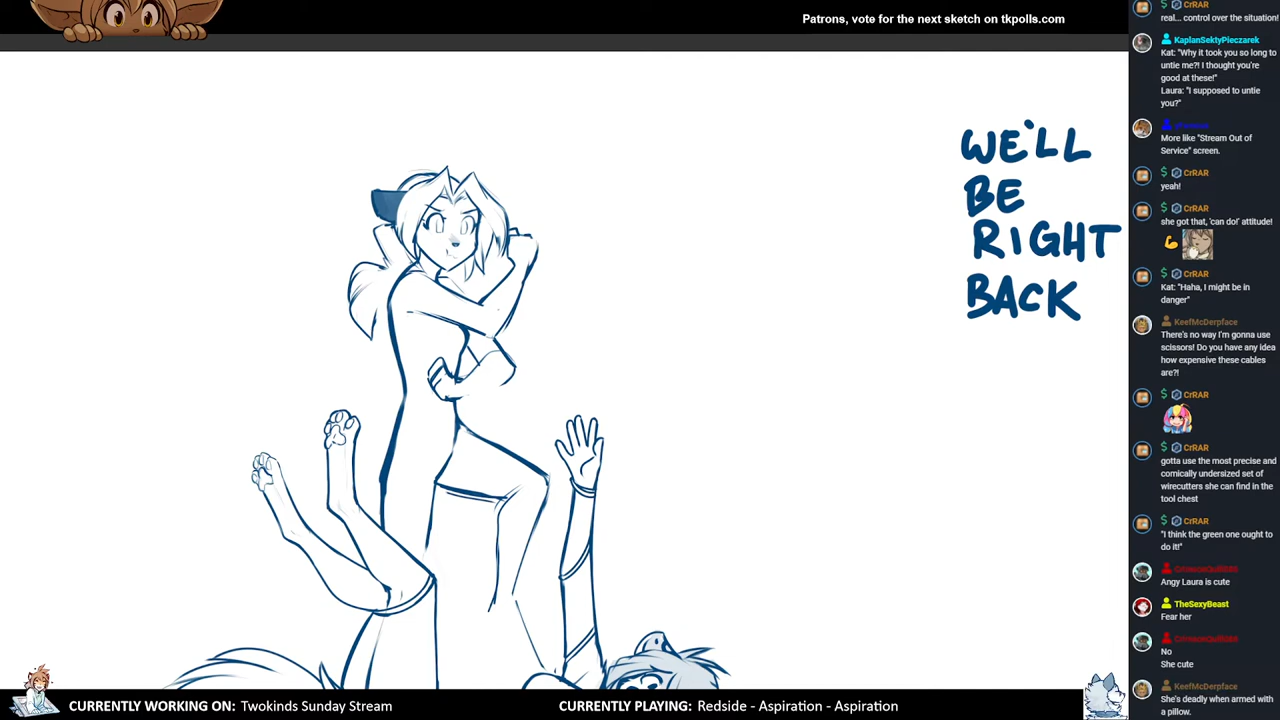 Patrons, vote for the next sketch on tkpolls.com
WE'LL
BE
RIGHT
BACK
CURRENTLY WORKING ON: Twokinds Sunday Stream
CURRENTLY PLAYING: Redside - Aspiration - Aspiration
$ CrRAR
real... control over the situation!
KaplanSektyPieczarek
Kat: "Why it took you so long to
untie me?! I thought you're
good at these!"
Laura: "I supposed to untie
you?"
More like "Stream Out of
Service" screen.
$ CrRAR
yeah!
$ CrRAR
she got that, 'can do!' attitude!
$ CrRAR
Kat: "Haha, I might be in
danger"
KeefMcDerpface
There's no way I'm gonna use
scissors! Do you have any idea
how expensive these cables
are?!
$ CrRAR
$ CrRAR
gotta use the most precise and
comically undersized set of
wirecutters she can find in the
tool chest
$ CrRAR
"I think the green one ought to
do it!"
Angy Laura is cute
TheSexyBeast
Fear her
No
She cute
KeefMcDerpface
She's deadly when armed with
a pillow.